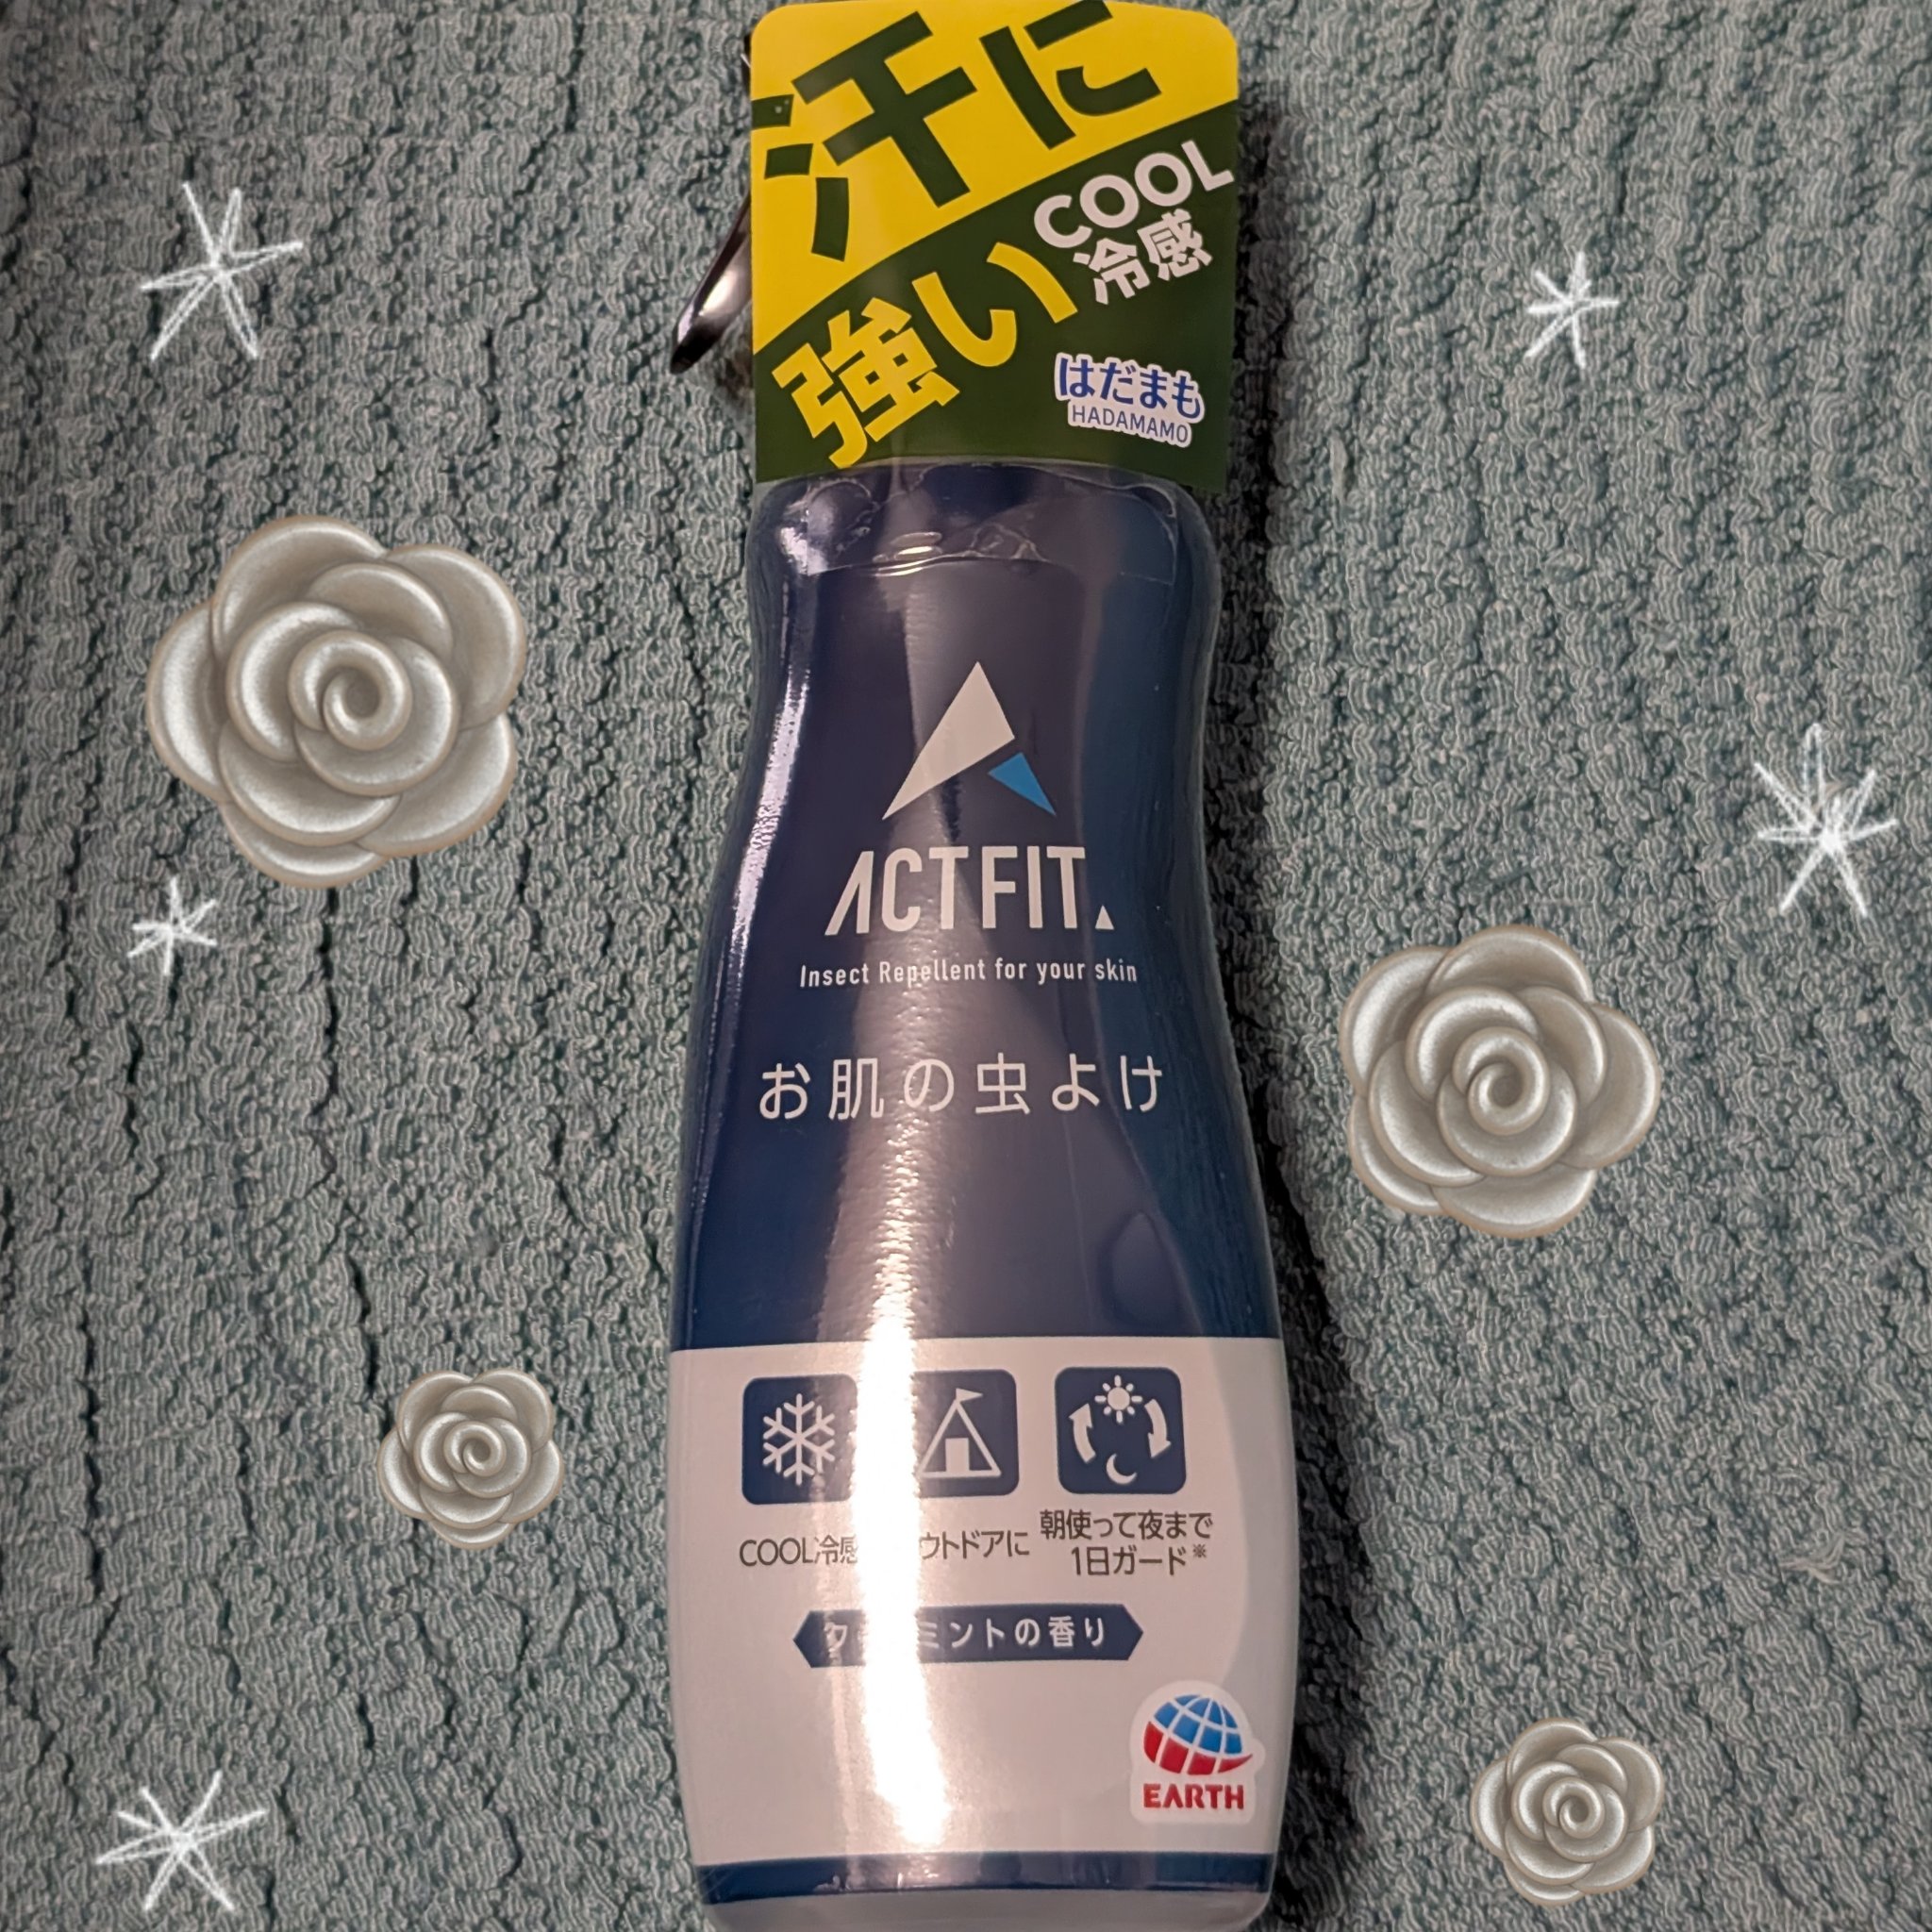 汗に
強い
COOL
冷感
はだまも
HADAMAMO
ACTFIT
Insect Repellent for your skin
お肌の虫よけ
COOL冷感
ウトドアに
朝使って夜まで
1日ガード※
ミントの香り
EARTH